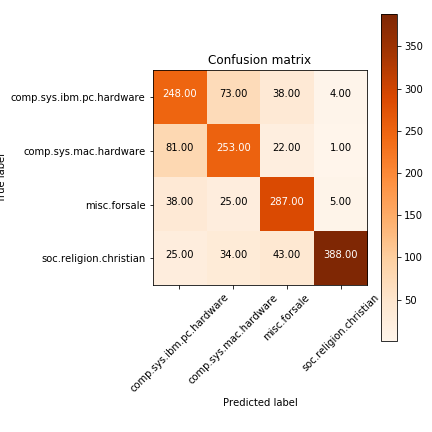 Confusion matrix
comp.sys.ibm.pc.hardware
248.00 73.00 38.00 4.00
comp.sys.mac.hardware
81.00 253.00 22.00 1.00
misc.forsale
38.00 25.00 287.00 5.00
soc.religion.christian
25.00 34.00 43.00 388.00
comp.sys.ibm.pc.hardware
comp.sys.mac.hardware
misc.forsale
soc.religion.christian
Predicted label
label
350
300
250
200
150
100
50